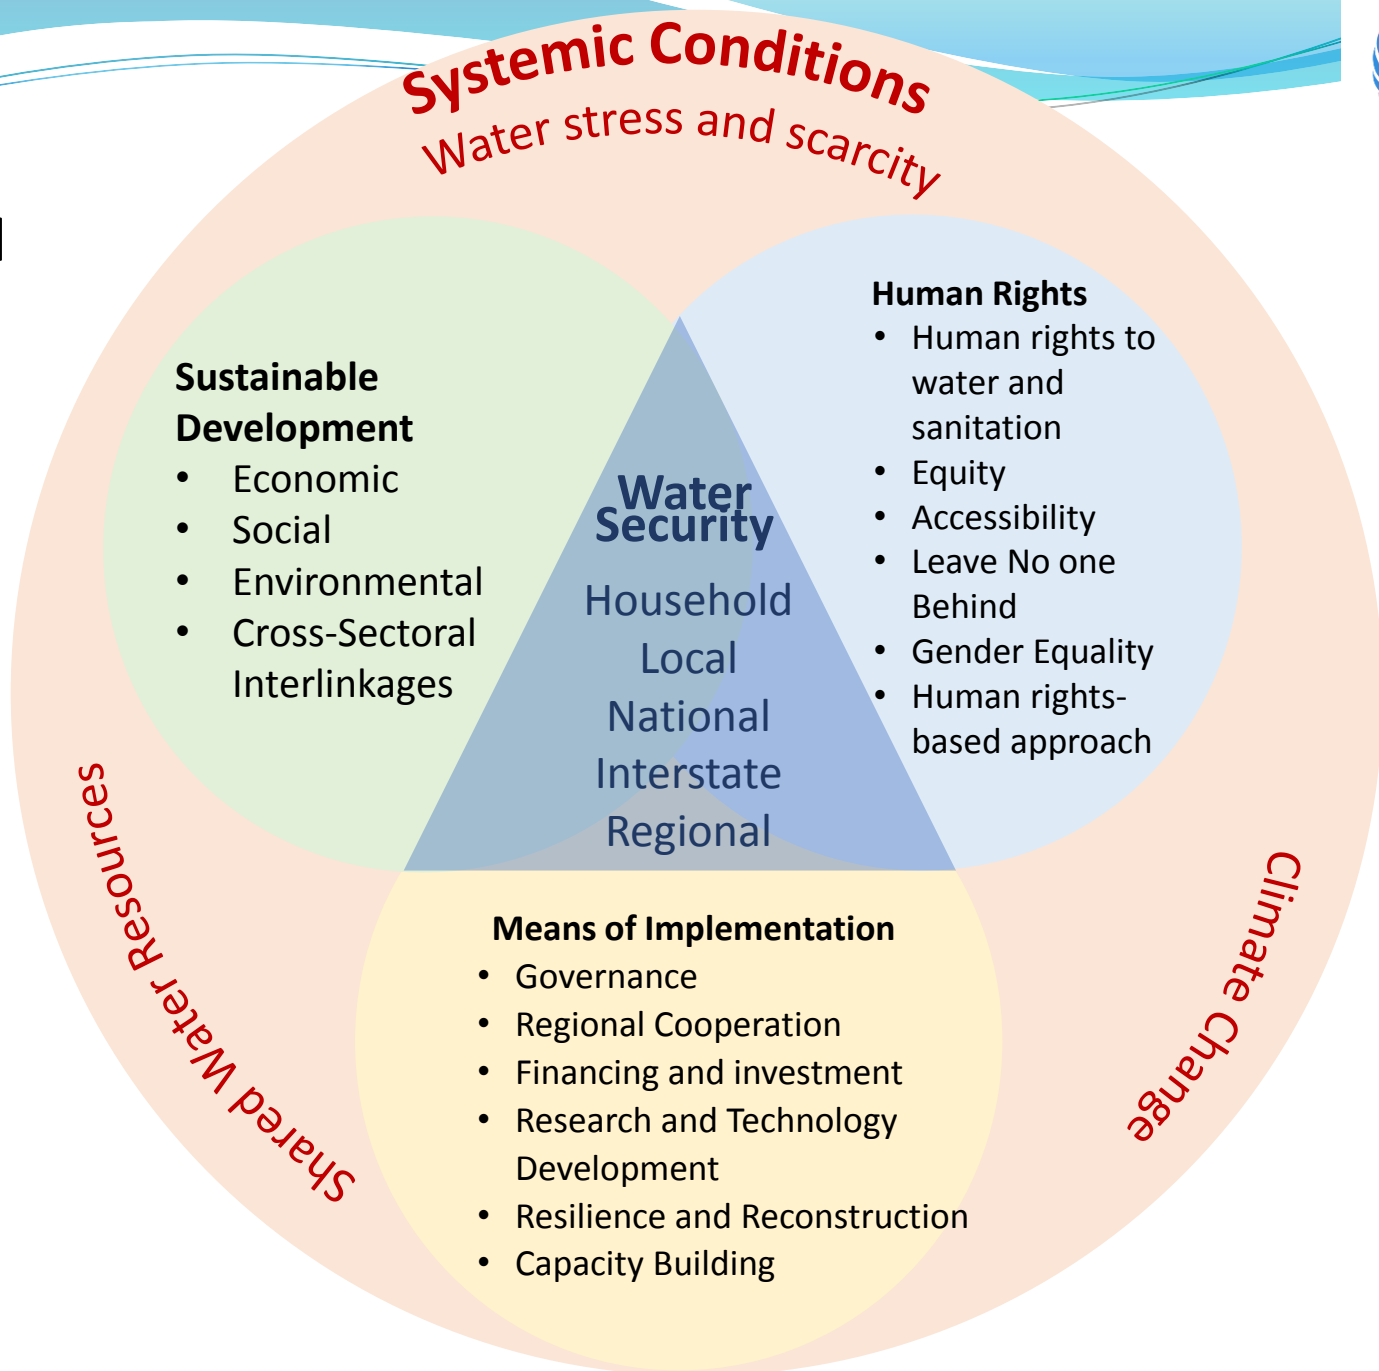 Systemic Conditions
Water stress and scarcity
Sustainable
Development
• Economic
• Social
• Environmental
• Cross-Sectoral
Interlinkages
Human Rights
• Human rights to
water and
sanitation
• Equity
• Accessibility
• Leave No one
Behind
• Gender Equality
• Human rights-
based approach
Water
Security
Household
Local
National
Interstate
Regional
Means of Implementation
• Governance
• Regional Cooperation
• Financing and investment
• Research and Technology
Development
• Resilience and Reconstruction
• Capacity Building
Shared Water Resources
Climate Change